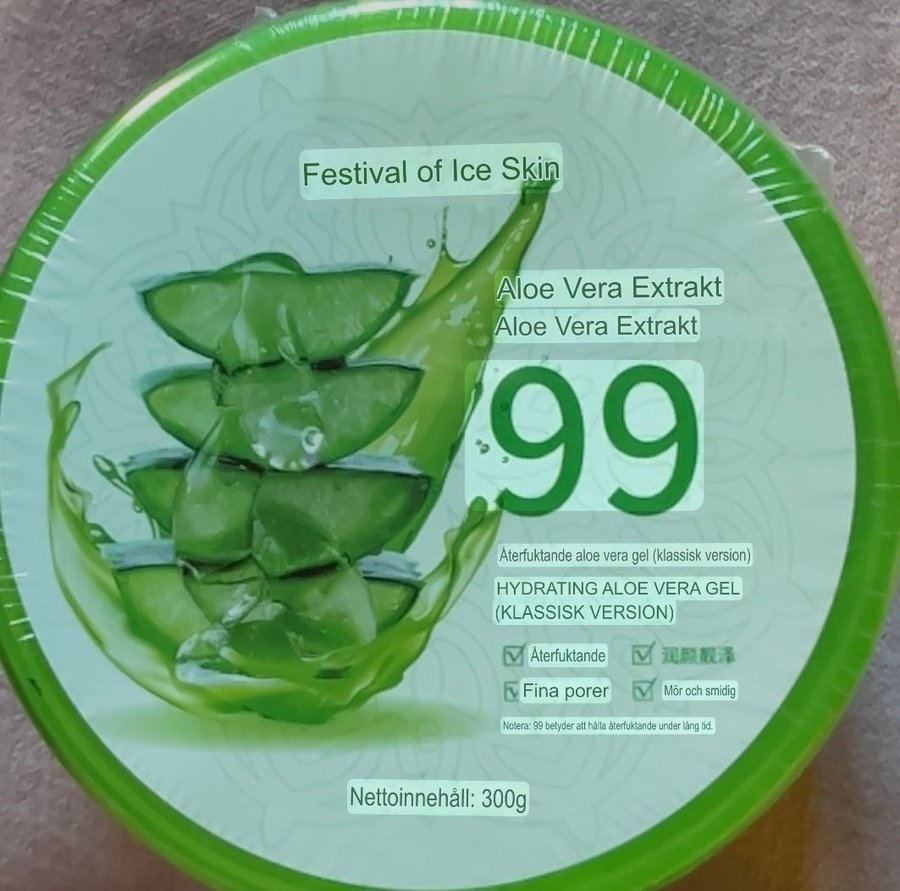 Festival of Ice Skin
Aloe Vera Extrakt
Aloe Vera Extrakt
99
Återfuktande aloe vera gel (klassisk version)
HYDRATING ALOE VERA GEL
(KLASSISK VERSION)
Återfuktande
润颜靓泽
Fina porer
Mör och smidig
Notera: 99 betyder att hålla återfuktande under lång tid.
Nettoinnehåll: 300g